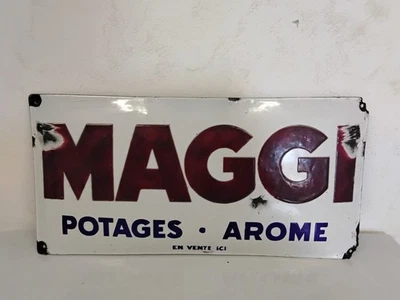 MAGGI
POTAGES • AROME
EN VENTE ICI